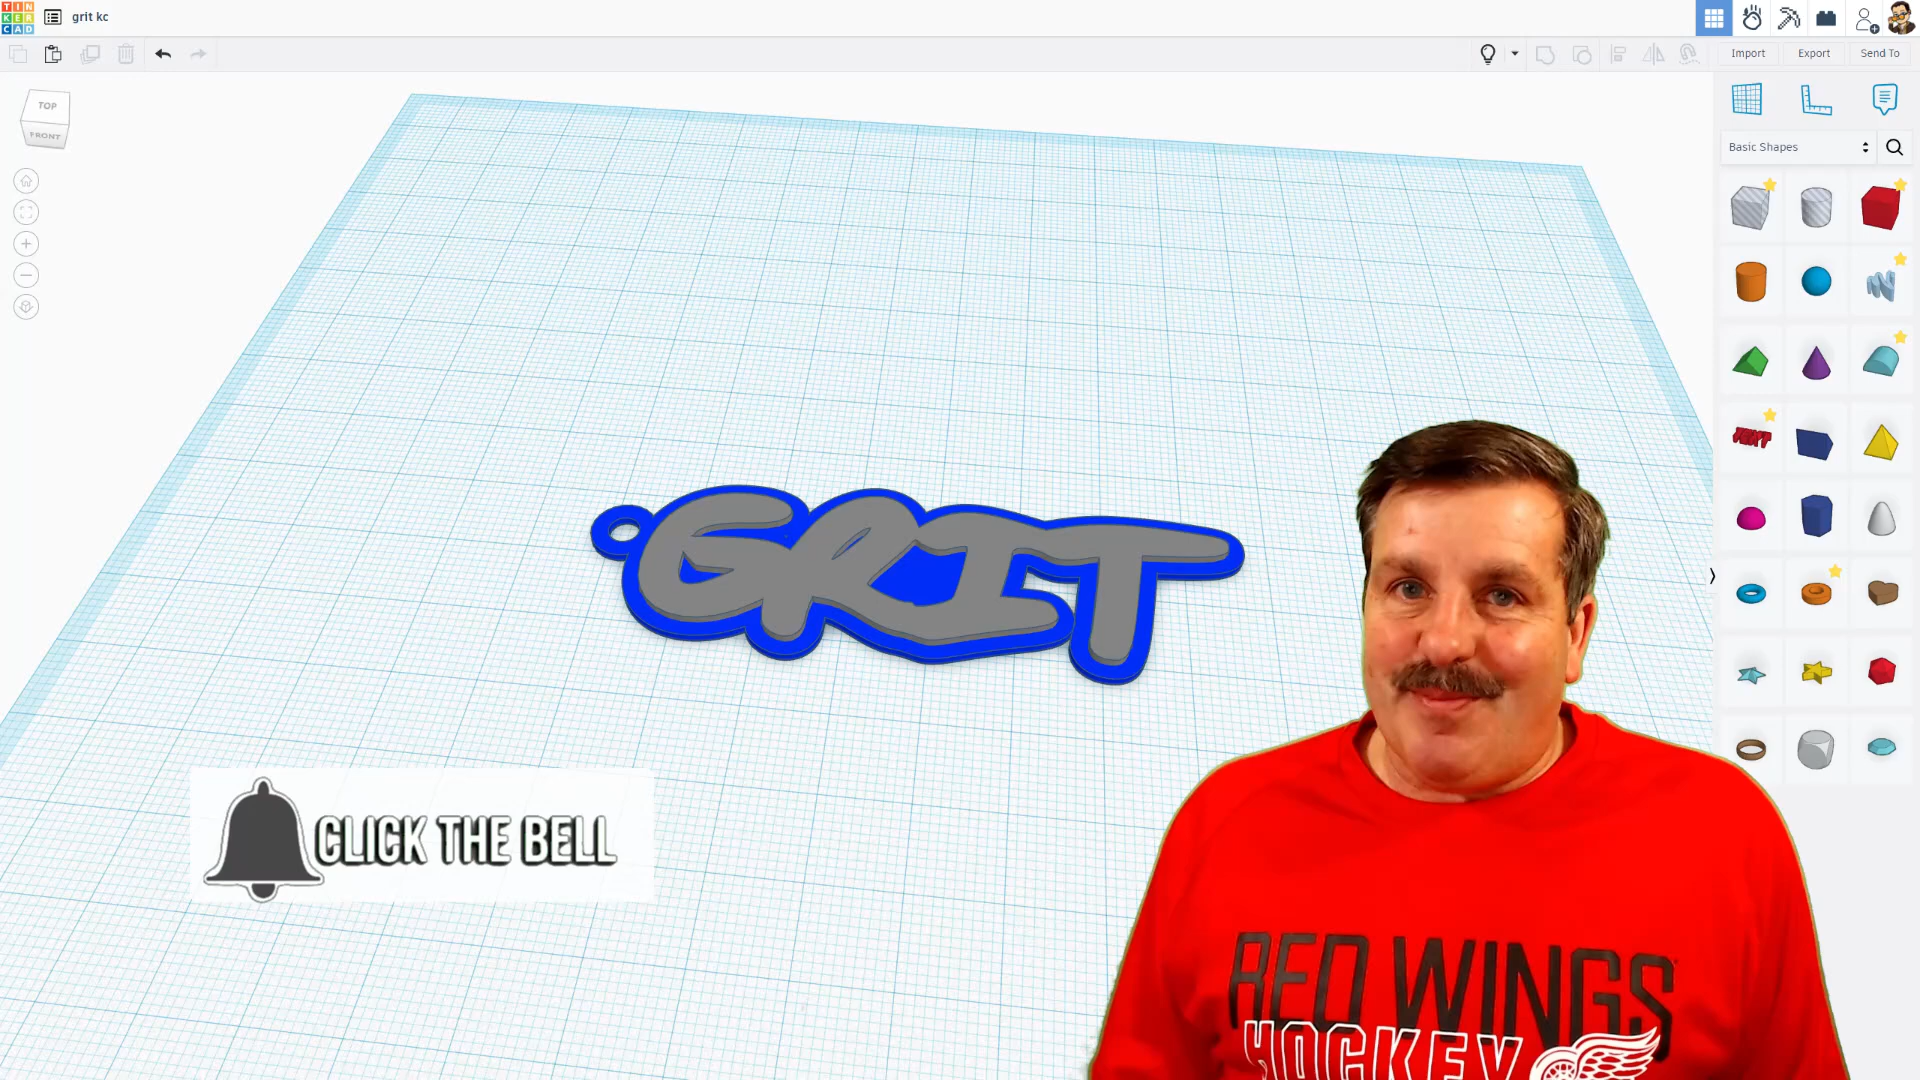 TIN
KER
CAD
grit kc
Import
Export
Send To
TOP
FRONT
Basic Shapes
TEXT
GRIT
CLICK THE BELL
RED WINGS
HOCKEY